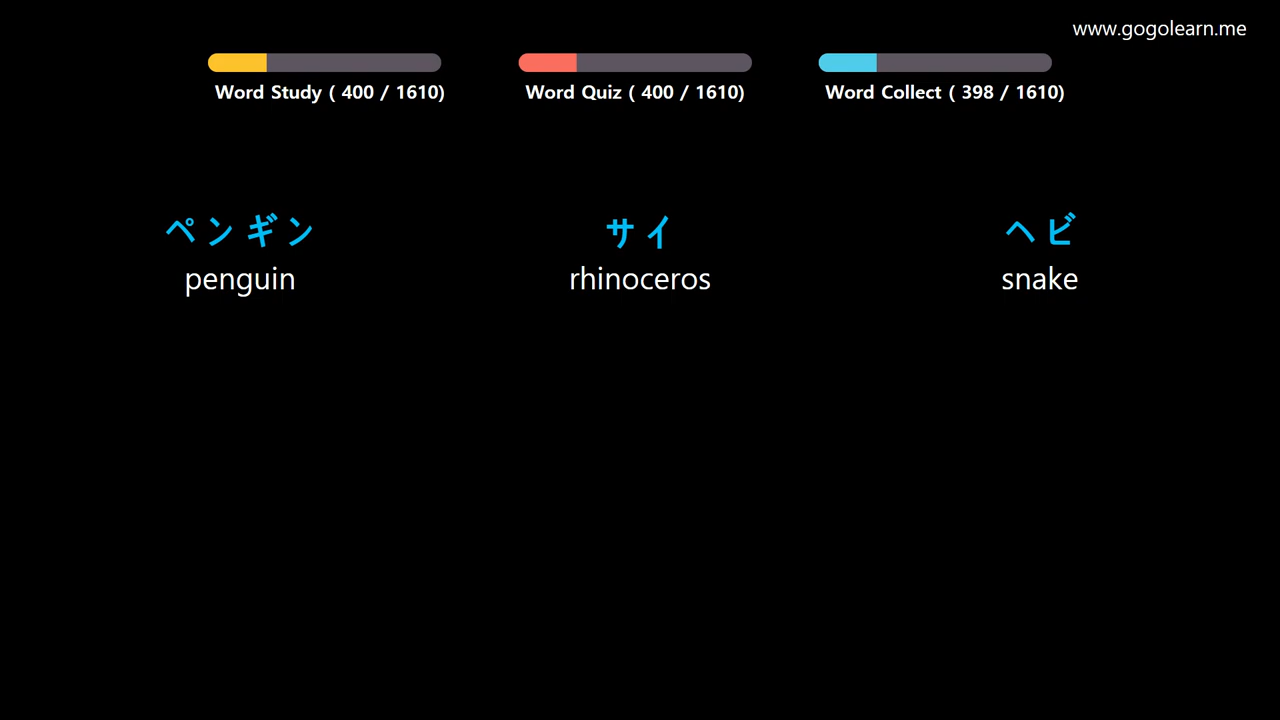 www.gogolearn.me
Word Study ( 400 / 1610)
Word Quiz ( 400 / 1610)
Word Collect ( 398 / 1610)
ペンギン
penguin
サイ
rhinoceros
ヘビ
snake